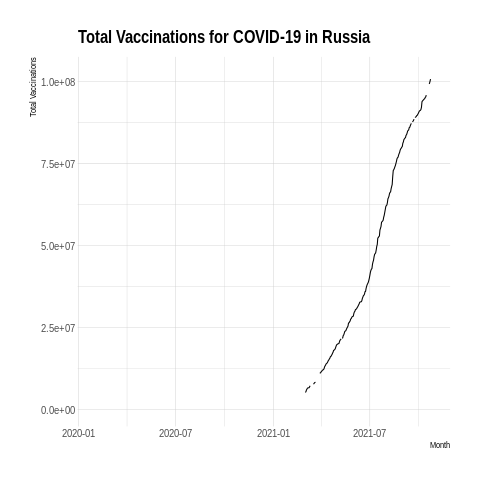 Total Vaccinations for COVID-19 in Russia
Total Vaccinations
1.0e+08
7.5e+07
5.0e+07
2.5e+07
0.0e+00
2020-01 2020-07 2021-01 2021-07
Month